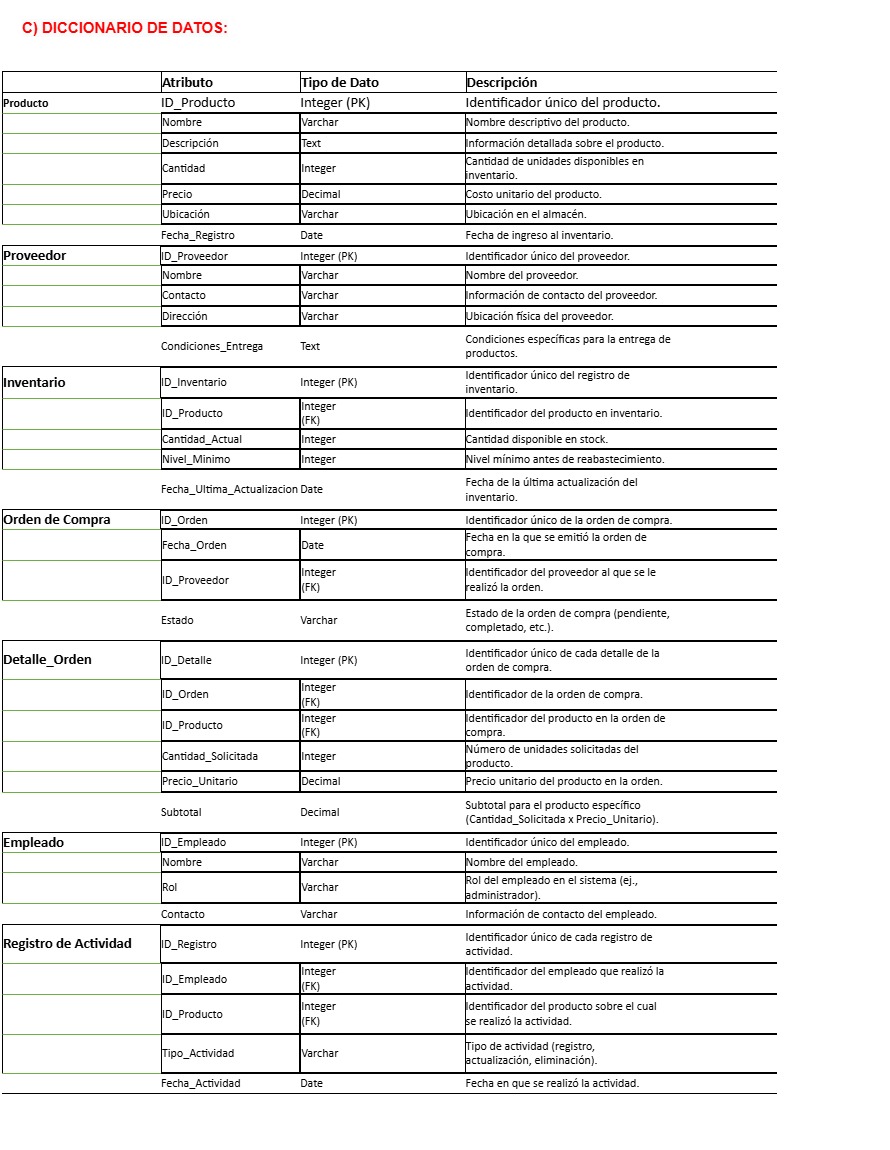 C) DICCIONARIO DE DATOS:
Atributo Tipo de Dato Descripción
Producto ID_Producto Integer (PK) Identificador único del producto.
Nombre Varchar Nombre descriptivo del producto.
Descripción Text Información detallada sobre el producto.
Cantidad Integer Cantidad de unidades disponibles en
inventario.
Precio Decimal Costo unitario del producto.
Ubicación Varchar Ubicación en el almacén.
Fecha_Registro Date Fecha de ingreso al inventario.
Proveedor ID_Proveedor Integer (PK) Identificador único del proveedor.
Nombre Varchar Nombre del proveedor.
Contacto Varchar Información de contacto del proveedor.
Dirección Varchar Ubicación física del proveedor.
Condiciones_Entrega Text Condiciones específicas para la entrega de
productos.
Inventario ID_Inventario Integer (PK) Identificador único del registro de
inventario.
ID_Producto Integer
(FK) Identificador del producto en inventario.
Cantidad_Actual Integer Cantidad disponible en stock.
Nivel_Minimo Integer Nivel mínimo antes de reabastecimiento.
Fecha_Ultima_Actualizacion Date Fecha de la última actualización del
inventario.
Orden de Compra ID_Orden Integer (PK) Identificador único de la orden de compra.
Fecha_Orden Date Fecha en la que se emitió la orden de
compra.
ID_Proveedor Integer
(FK) Identificador del proveedor al que se le
realizó la orden.
Estado Varchar Estado de la orden de compra (pendiente,
completado, etc.).
Detalle_Orden ID_Detalle Integer (PK) Identificador único de cada detalle de la
orden de compra.
ID_Orden Integer
(FK) Identificador de la orden de compra.
ID_Producto Integer
(FK) Identificador del producto en la orden de
compra.
Cantidad_Solicitada Integer Número de unidades solicitadas del
producto.
Precio_Unitario Decimal Precio unitario del producto en la orden.
Subtotal Decimal Subtotal para el producto específico
(Cantidad_Solicitada x Precio_Unitario).
Empleado ID_Empleado Integer (PK) Identificador único del empleado.
Nombre Varchar Nombre del empleado.
Rol Varchar Rol del empleado en el sistema (ej.,
administrador).
Contacto Varchar Información de contacto del empleado.
Registro de Actividad ID_Registro Integer (PK) Identificador único de cada registro de
actividad.
ID_Empleado Integer
(FK) Identificador del empleado que realizó la
actividad.
ID_Producto Integer
(FK) Identificador del producto sobre el cual
se realizó la actividad.
Tipo_Actividad Varchar Tipo de actividad (registro,
actualización, eliminación).
Fecha_Actividad Date Fecha en que se realizó la actividad.